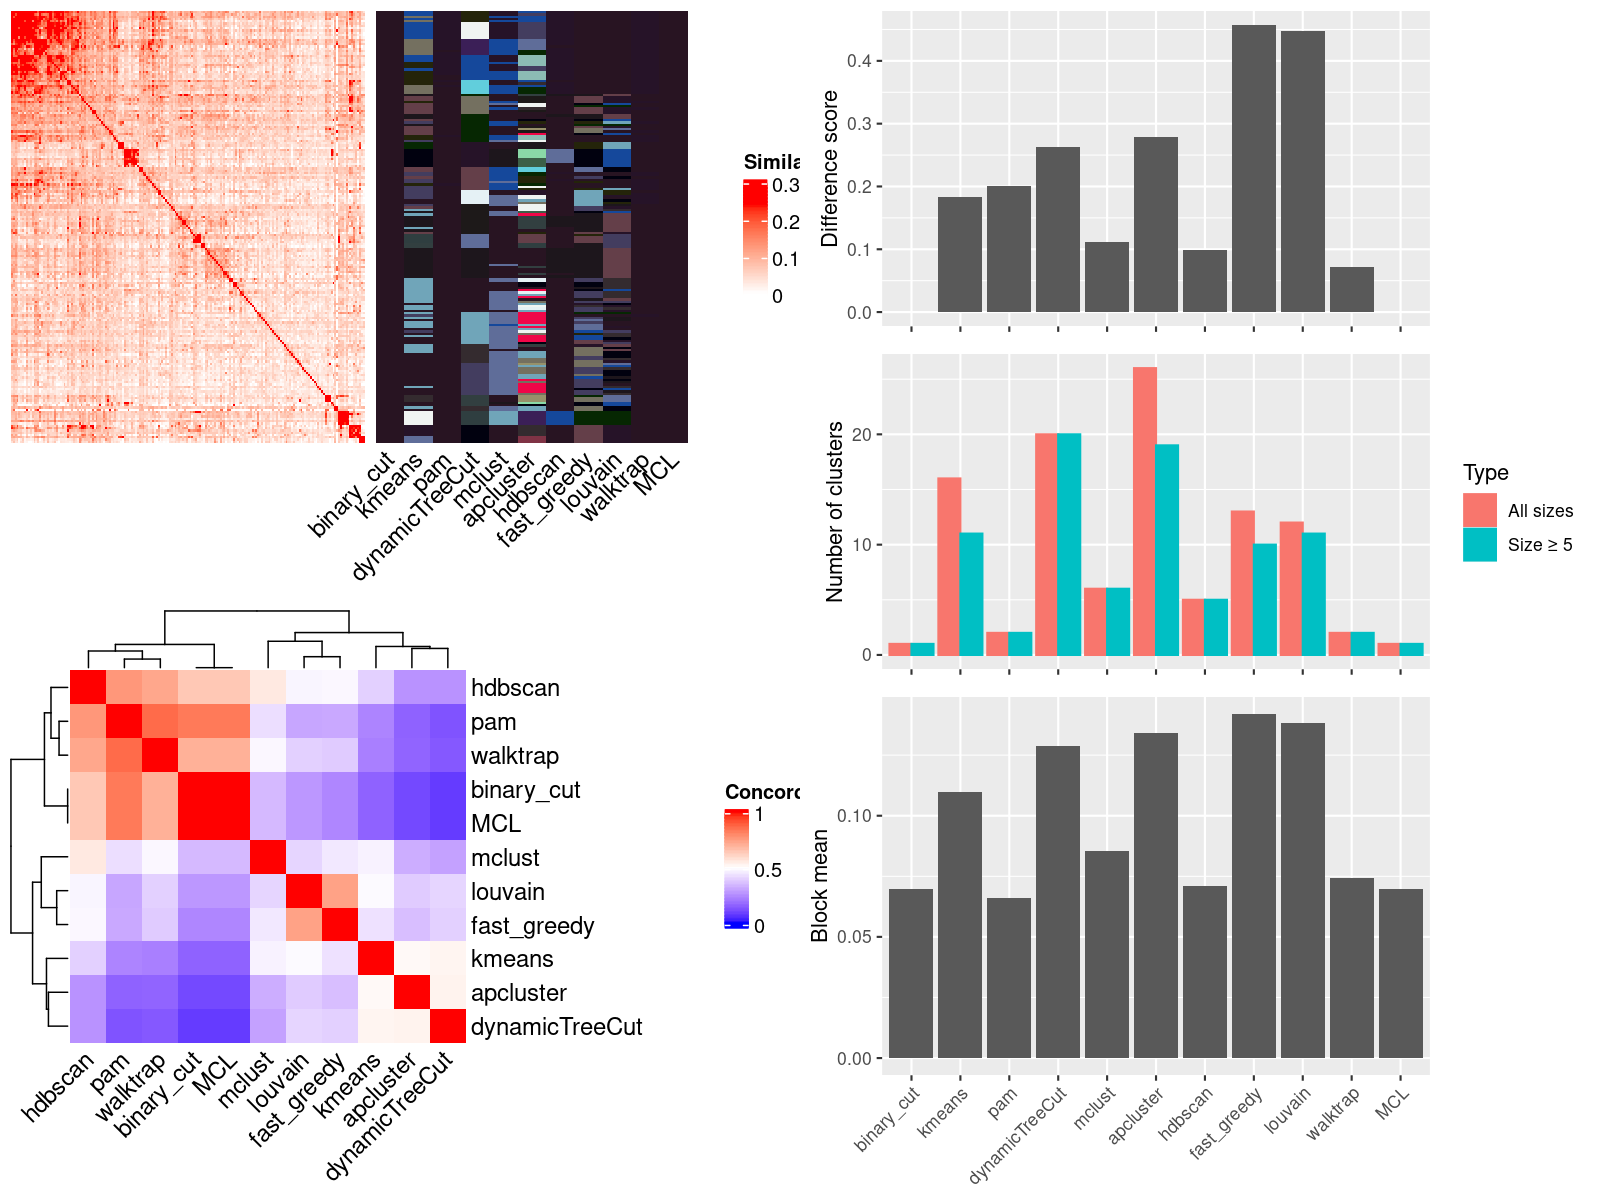 Simila
0.3
0.2
0.1
0
binary_cut
kmeans
pam
dynamicTreeCut
mclust
apcluster
hdbscan
fast_greedy
louvain
walktrap
MCL
hdbscan
pam
walktrap
binary_cut
MCL
mclust
louvain
fast_greedy
kmeans
apcluster
dynamicTreeCut
hdbscan
pam
walktrap
binary_cut
MCL
mclust
louvain
fast_greedy
kmeans
apcluster
dynamicTreeCut
Concord
1
0.5
0
Difference score
0.4
0.3
0.2
0.1
0.0
Number of clusters
20
10
0
Type
All sizes
Size ≥ 5
Block mean
0.10
0.05
0.00
binary_cut
kmeans
pam
dynamicTreeCut
mclust
apcluster
hdbscan
fast_greedy
louvain
walktrap
MCL